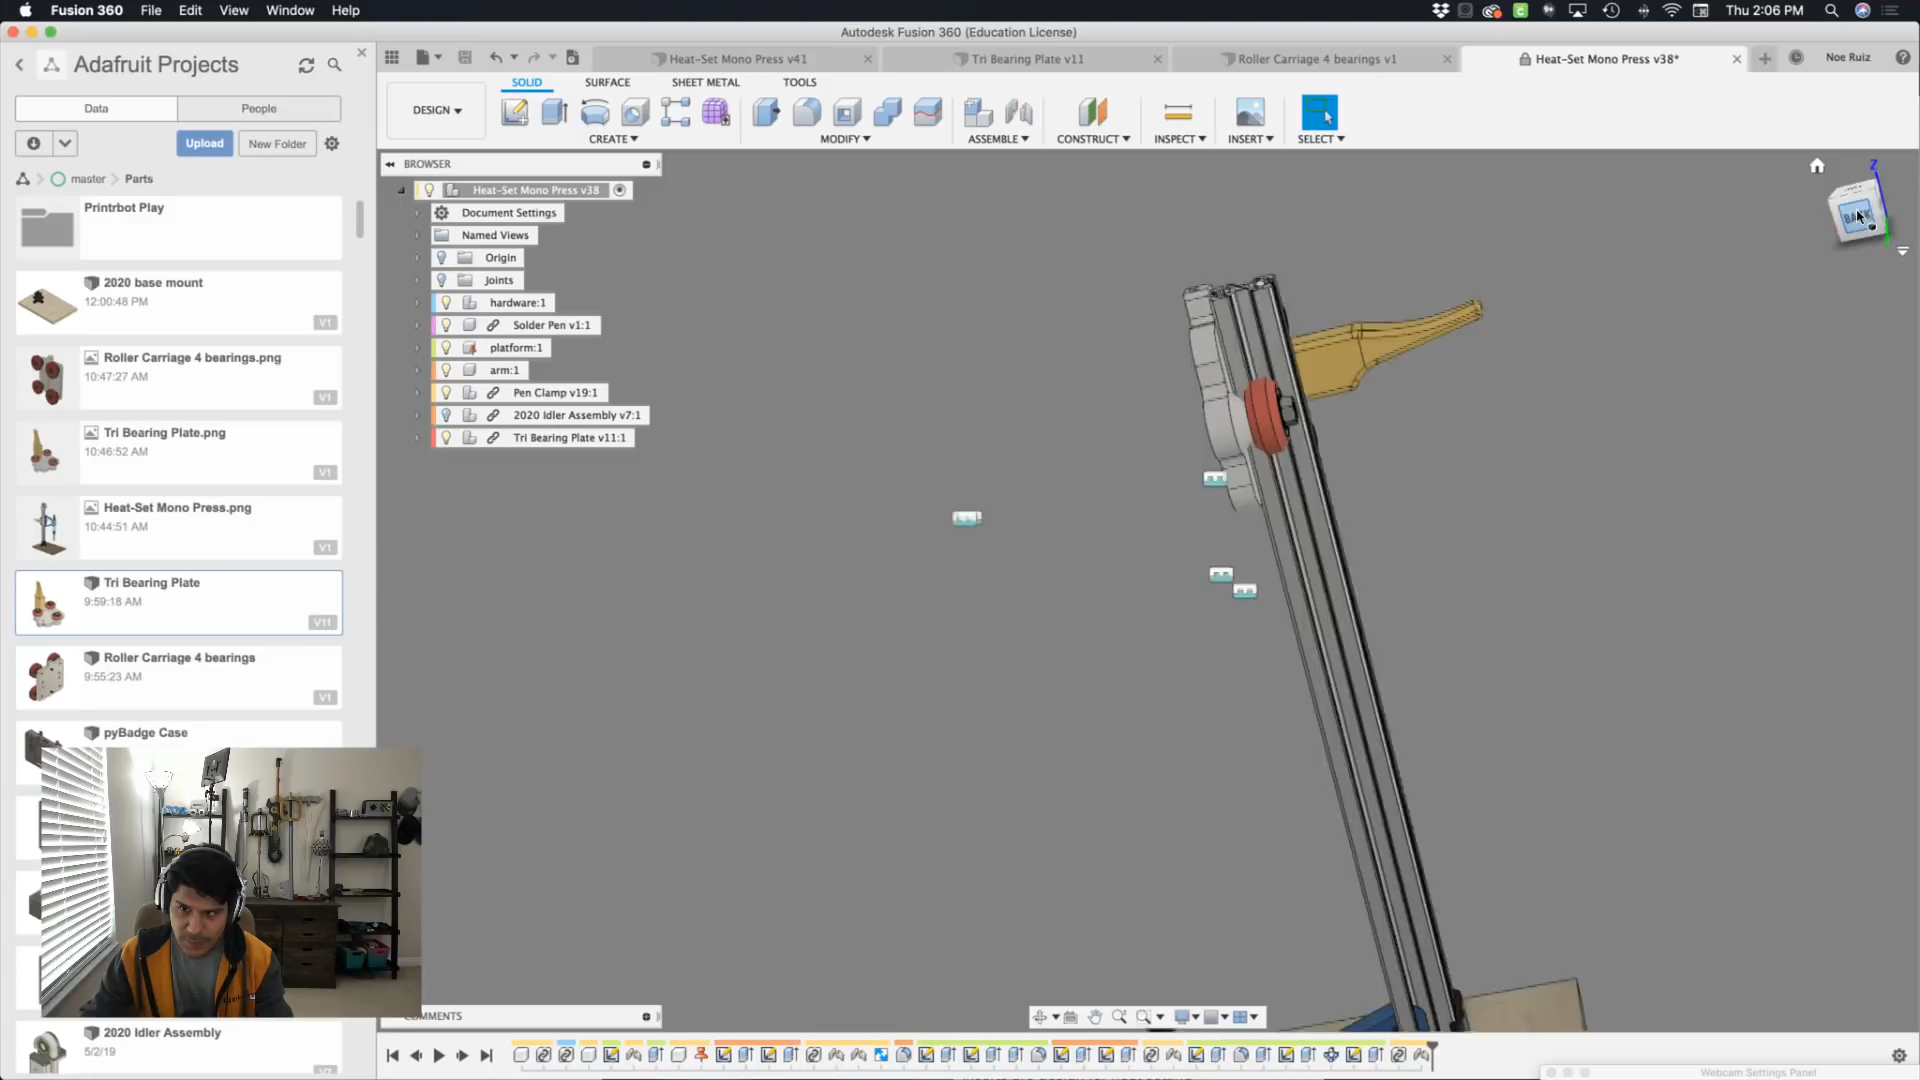 Fusion 360 File Edit View Window Help Thu 2:06 PM
Autodesk Fusion 360 (Education License)
Adafruit Projects
Heat-Set Mono Press v41
Tri Bearing Plate v11
Roller Carriage 4 bearings v1
Heat-Set Mono Press v38*
Noe Ruiz
SOLID SURFACE SHEET METAL TOOLS
Data People
DESIGN
CREATE MODIFY ASSEMBLE CONSTRUCT INSPECT INSERT SELECT
Upload New Folder
master Parts
BROWSER
Heat-Set Mono Press v38
Document Settings
Named Views
Origin
Joints
hardware:1
Solder Pen v1:1
platform:1
arm:1
Pen Clamp v19:1
2020 Idler Assembly v7:1
Tri Bearing Plate v11:1
Z
BACK
Printrbot Play
2020 base mount
12:00:48 PM
V1
Roller Carriage 4 bearings.png
10:47:27 AM
V1
Tri Bearing Plate.png
10:46:52 AM
V1
Heat-Set Mono Press.png
10:44:51 AM
V1
Tri Bearing Plate
9:59:18 AM
V11
Roller Carriage 4 bearings
9:55:23 AM
V1
pyBadge Case
2020 Idler Assembly
5/2/19
COMMENTS
Webcam Settings Panel